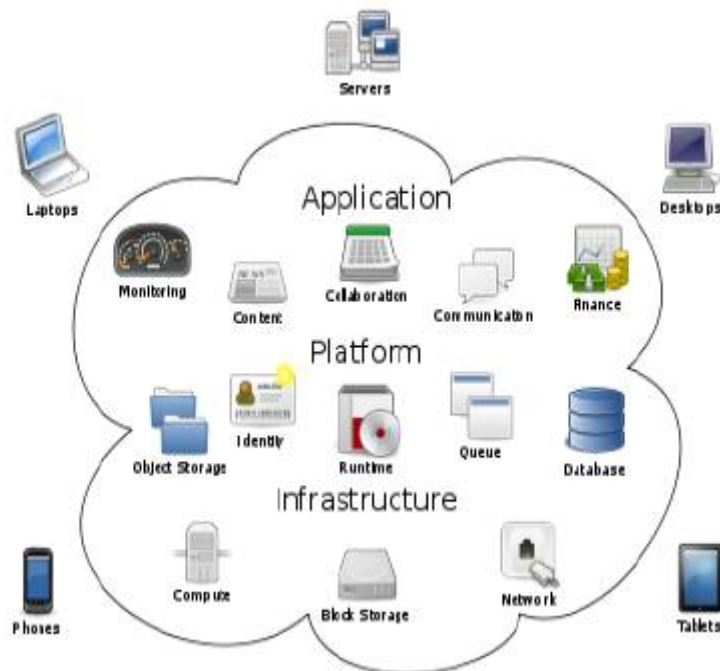 Servers
Laptops
Desktops
Application
Monitoring
Content
Collaboration
Communication
Finance
Platform
Object Storage
Identity
Runtime
Queue
Database
Infrastructure
Compute
Block Storage
Network
Phones
Tablets